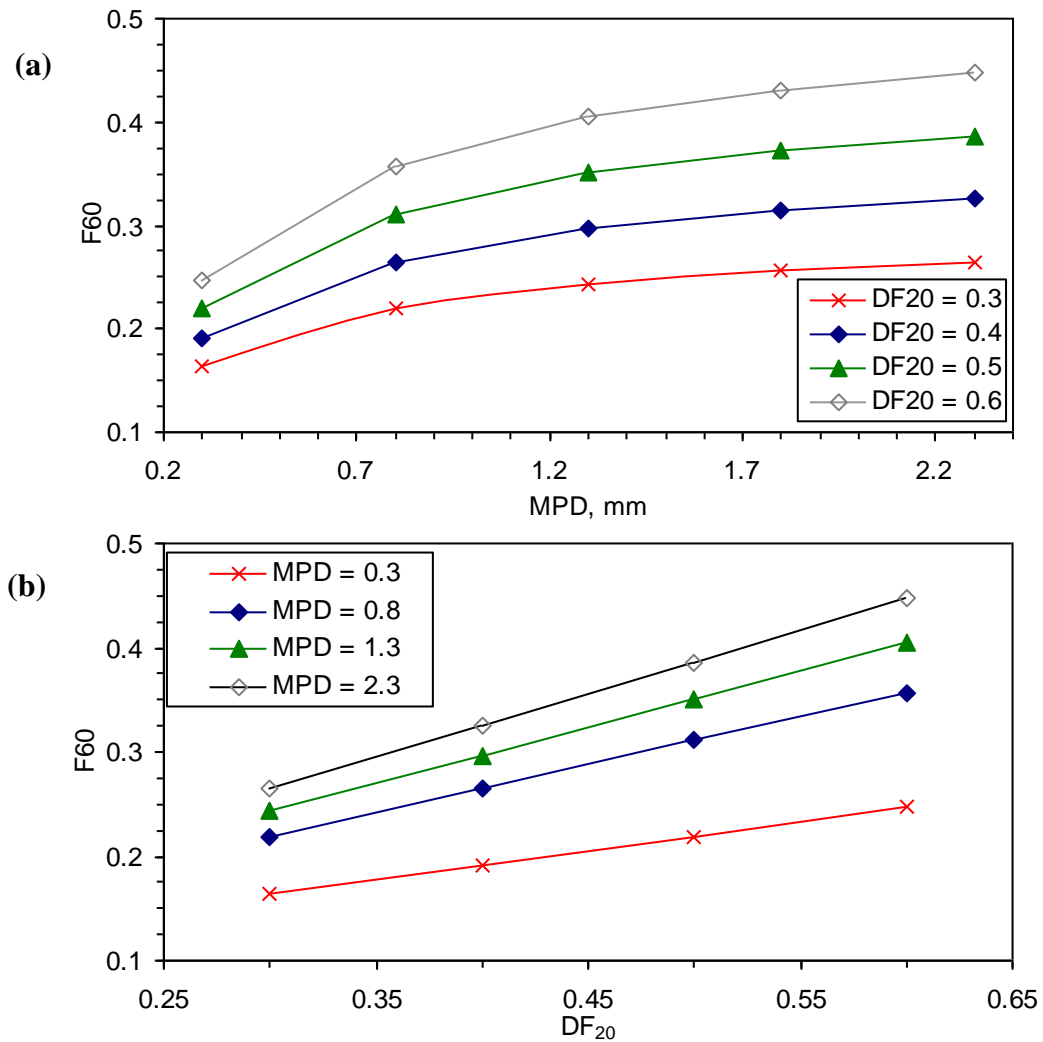 (a)
0.5
0.4
0.3
0.2
0.1
F60
DF20 = 0.3
DF20 = 0.4
DF20 = 0.5
DF20 = 0.6
0.2 0.7 1.2 1.7 2.2
MPD, mm
(b)
0.5
0.4
0.3
0.2
0.1
F60
MPD = 0.3
MPD = 0.8
MPD = 1.3
MPD = 2.3
0.25 0.35 0.45 0.55 0.65
DF₂₀